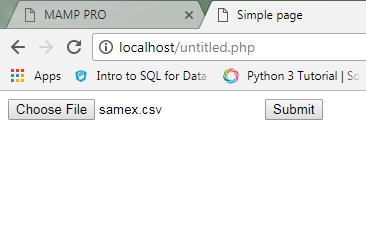 MAMP PRO Simple page
localhost/untitled.php
Apps Intro to SQL for Data Python 3 Tutorial | So
Choose File samex.csv Submit